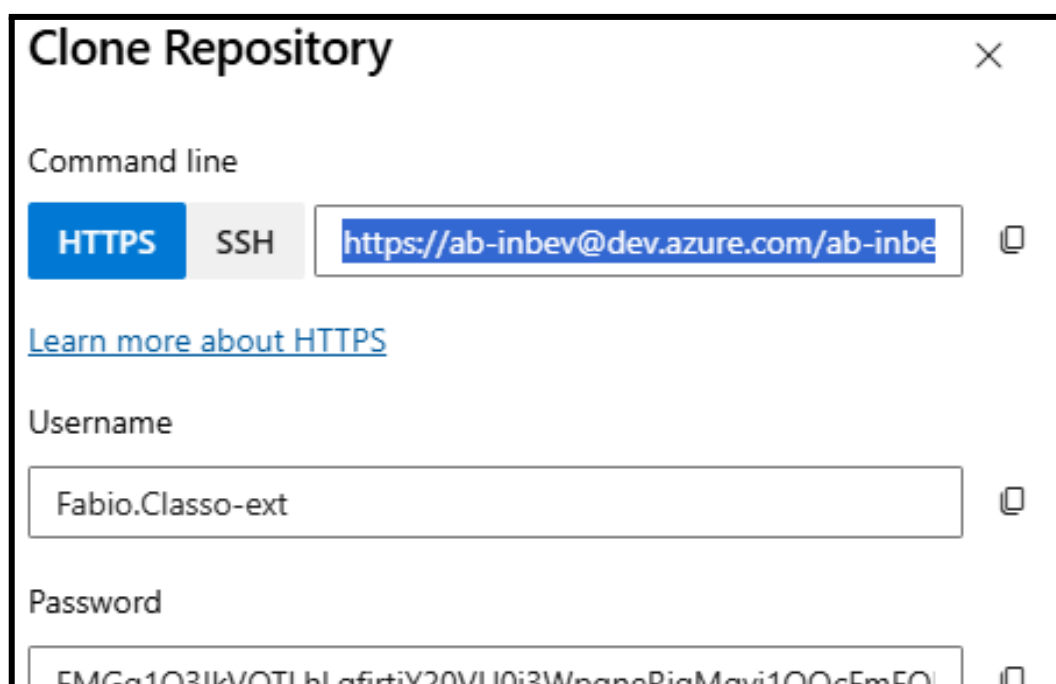 Clone Repository
Command line
HTTPS SSH https://ab-inbev@dev.azure.com/ab-inbe
Learn more about HTTPS
Username
Fabio.Classo-ext
Password